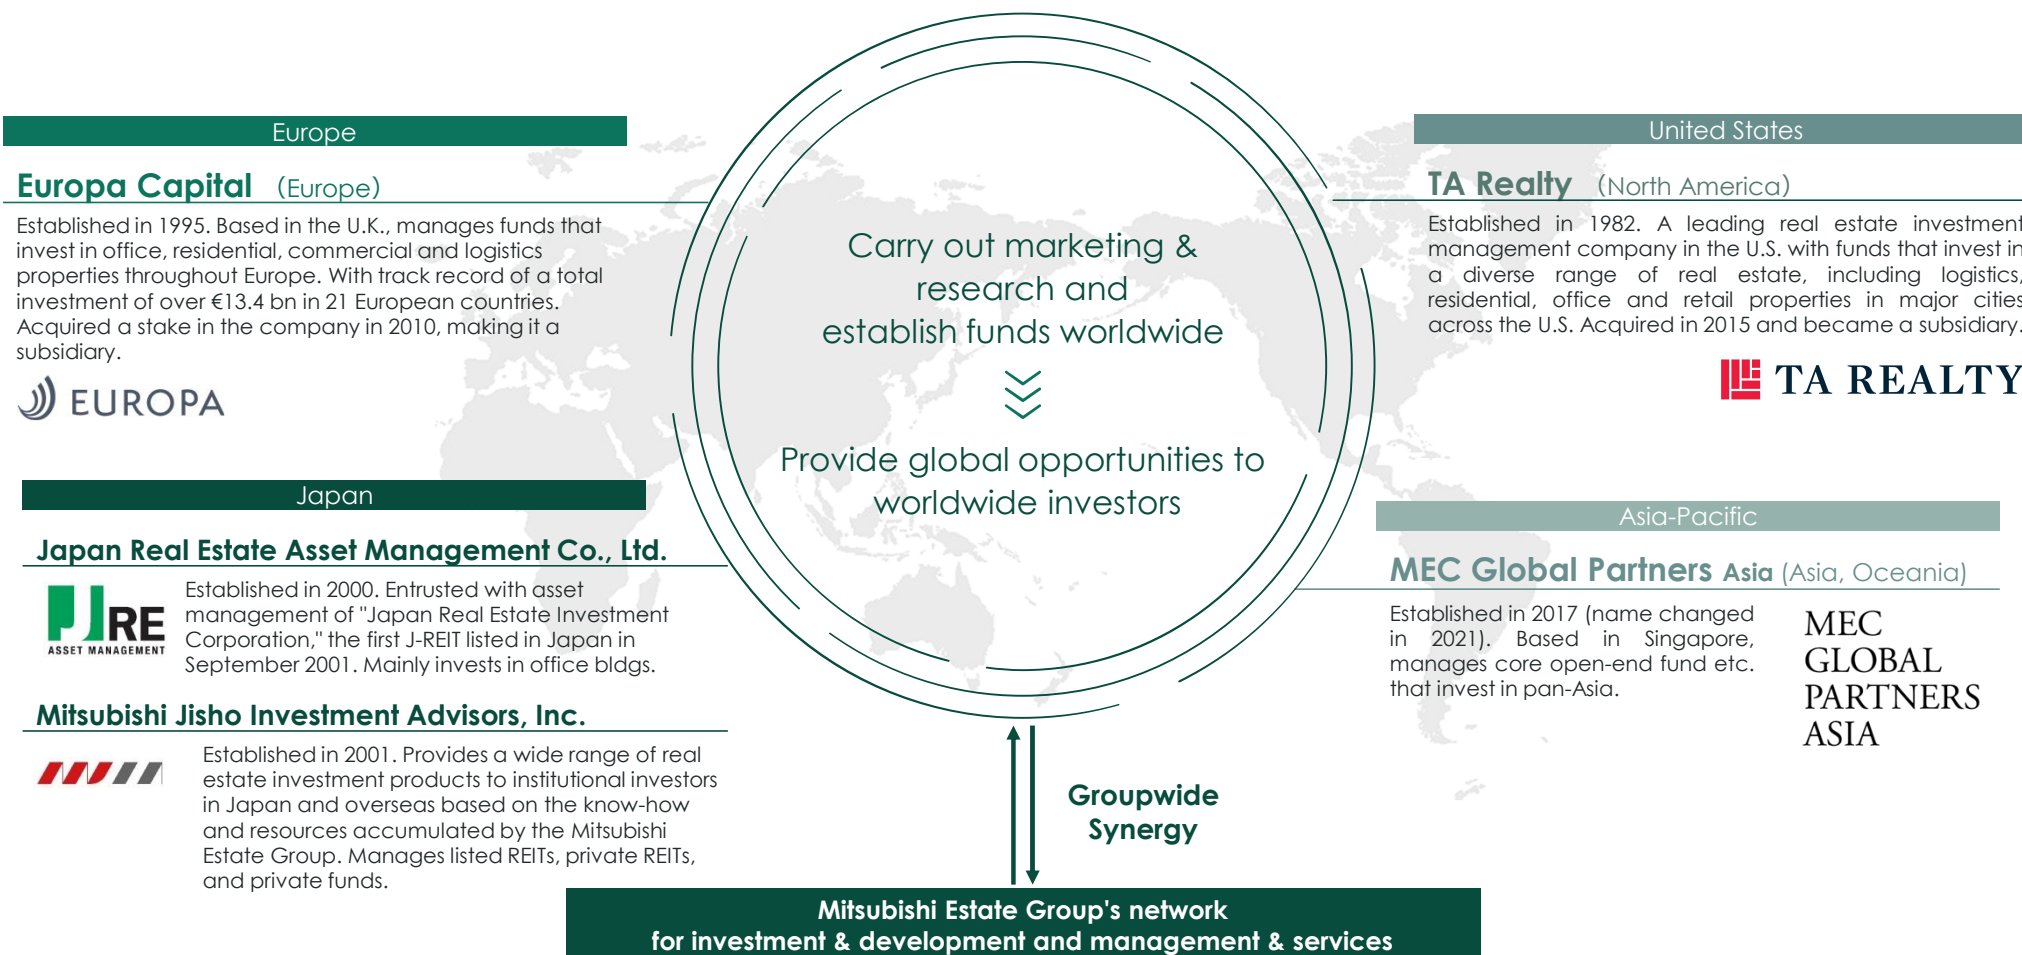 Europe
Europa Capital (Europe)
Established in 1995. Based in the U.K., manages funds that
invest in office, residential, commercial and logistics
properties throughout Europe. With track record of a total
investment of over €13.4 bn in 21 European countries.
Acquired a stake in the company in 2010, making it a
subsidiary.
EUROPA
Japan
Japan Real Estate Asset Management Co., Ltd.
JRE
ASSET MANAGEMENT
Established in 2000. Entrusted with asset
management of "Japan Real Estate Investment
Corporation," the first J-REIT listed in Japan in
September 2001. Mainly invests in office bldgs.
Mitsubishi Jisho Investment Advisors, Inc.
Established in 2001. Provides a wide range of real
estate investment products to institutional investors
in Japan and overseas based on the know-how
and resources accumulated by the Mitsubishi
Estate Group. Manages listed REITs, private REITs,
and private funds.
Carry out marketing &
research and
establish funds worldwide
Provide global opportunities to
worldwide investors
Groupwide
Synergy
Mitsubishi Estate Group's network
for investment & development and management & services
United States
TA Realty (North America)
Established in 1982. A leading real estate investment
management company in the U.S. with funds that invest in
a diverse range of real estate, including logistics,
residential, office and retail properties in major cities
across the U.S. Acquired in 2015 and became a subsidiary.
TA REALTY
Asia-Pacific
MEC Global Partners Asia (Asia, Oceania)
Established in 2017 (name changed
in 2021). Based in Singapore,
manages core open-end fund etc.
that invest in pan-Asia.
MEC
GLOBAL
PARTNERS
ASIA